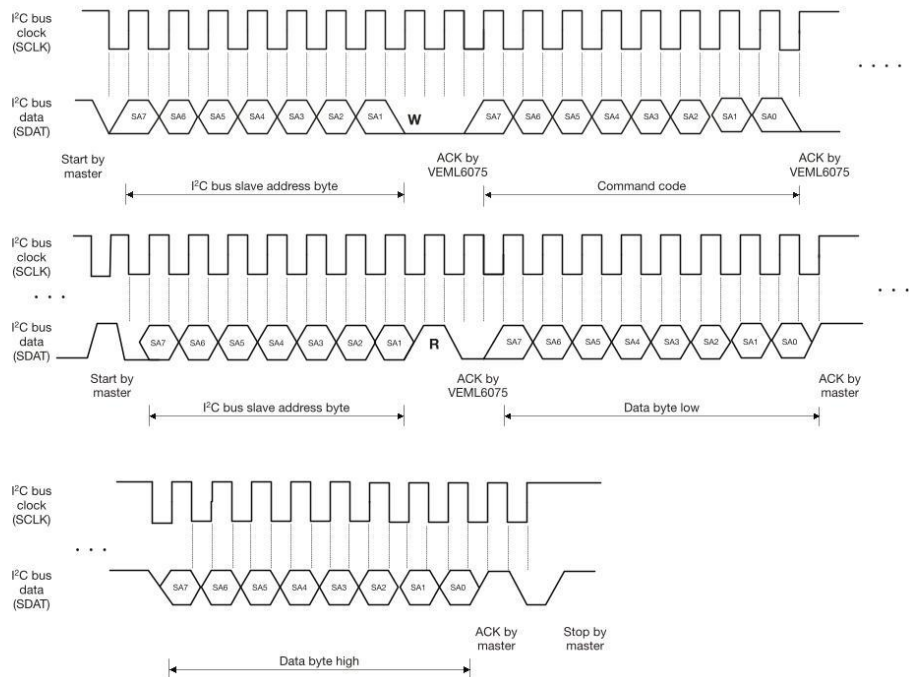 I²C bus
clock
(SCLK)
. . . .
I²C bus
data
(SDAT)
SA7 SA6 SA5 SA4 SA3 SA2 SA1 W SA7 SA6 SA5 SA4 SA3 SA2 SA1 SA0
Start by
master
ACK by
VEML6075
ACK by
VEML6075
I²C bus slave address byte
Command code
I²C bus
clock
(SCLK)
. . .
. . .
I²C bus
data
(SDAT)
SA7 SA6 SA5 SA4 SA3 SA2 SA1 R SA7 SA6 SA5 SA4 SA3 SA2 SA1 SA0
Start by
master
ACK by
VEML6075
ACK by
master
I²C bus slave address byte
Data byte low
I²C bus
clock
(SCLK)
. . .
I²C bus
data
(SDAT)
SA7 SA6 SA5 SA4 SA3 SA2 SA1 SA0
ACK by
master
Stop by
master
Data byte high